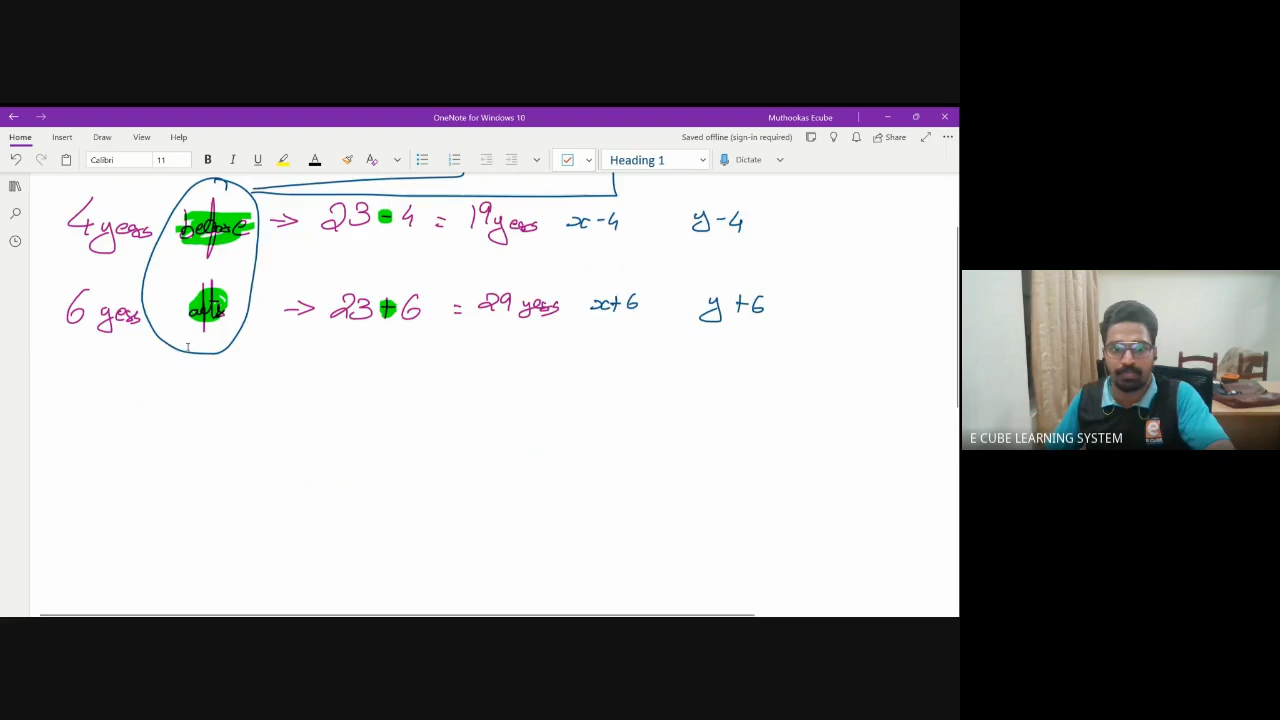 OneNote for Windows 10
Muthookas Ecube
Home Insert Draw View Help
Saved offline (sign-in required)
Share
Calibri 11 B I U A A Heading 1 Dictate
4 years before → 23 - 4 = 19 years x-4 y-4
6 years after → 23 + 6 = 29 years x+6 y+6
E CUBE LEARNING SYSTEM